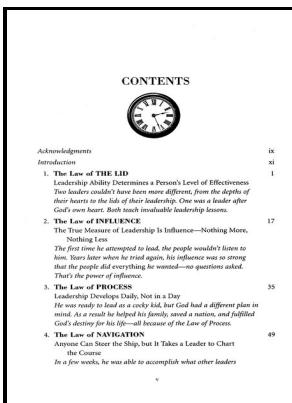 CONTENTS
Acknowledgments ix
Introduction xi
1. The Law of THE LID 1
Leadership Ability Determines a Person's Level of Effectiveness
Two leaders couldn't have been more different, from the depths of
their hearts to the lids of their leadership. One was a leader after
God's own heart. Both teach invaluable leadership lessons.
2. The Law of INFLUENCE 17
The True Measure of Leadership Is Influence—Nothing More,
Nothing Less
The first time he attempted to lead, the people wouldn't listen to
him. Years later when he tried again, his influence was so strong
that the people did everything he wanted—no questions asked.
That's the power of influence.
3. The Law of PROCESS 35
Leadership Develops Daily, Not in a Day
He was ready to lead as a cocky kid, but God had a different plan in
mind. As a result he helped his family, saved a nation, and fulfilled
God's destiny for his life—all because of the Law of Process.
4. The Law of NAVIGATION 49
Anyone Can Steer the Ship, but It Takes a Leader to Chart
the Course
In a few weeks, he was able to accomplish what other leaders
v